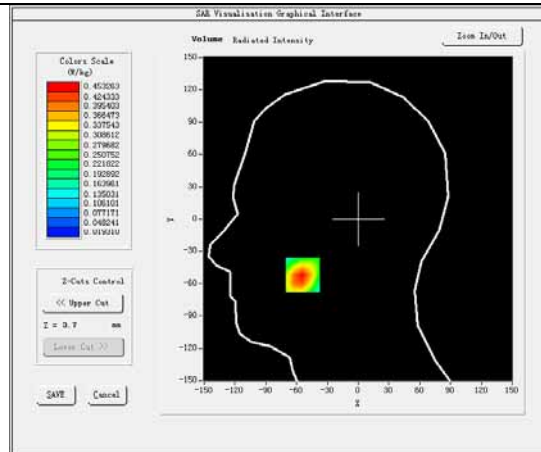 SAR Visualisation Graphical Interface
Volume Radiated Intensity
Zoom In/Out
Colors Scale
(W/kg)
0.453263
0.424333
0.395403
0.366473
0.337543
0.308612
0.279682
0.250752
0.221822
0.192892
0.163961
0.135031
0.106101
0.077171
0.048241
0.019310
Z-Cuts Control
<< Upper Cut
Z = 3.7 mm
Lower Cut >>
SAVE
Cancel
150
120
90
60
30
0
-30
-60
-90
-120
-150
Y
-150 -120 -90 -60 -30 0 30 60 90 120 150
X